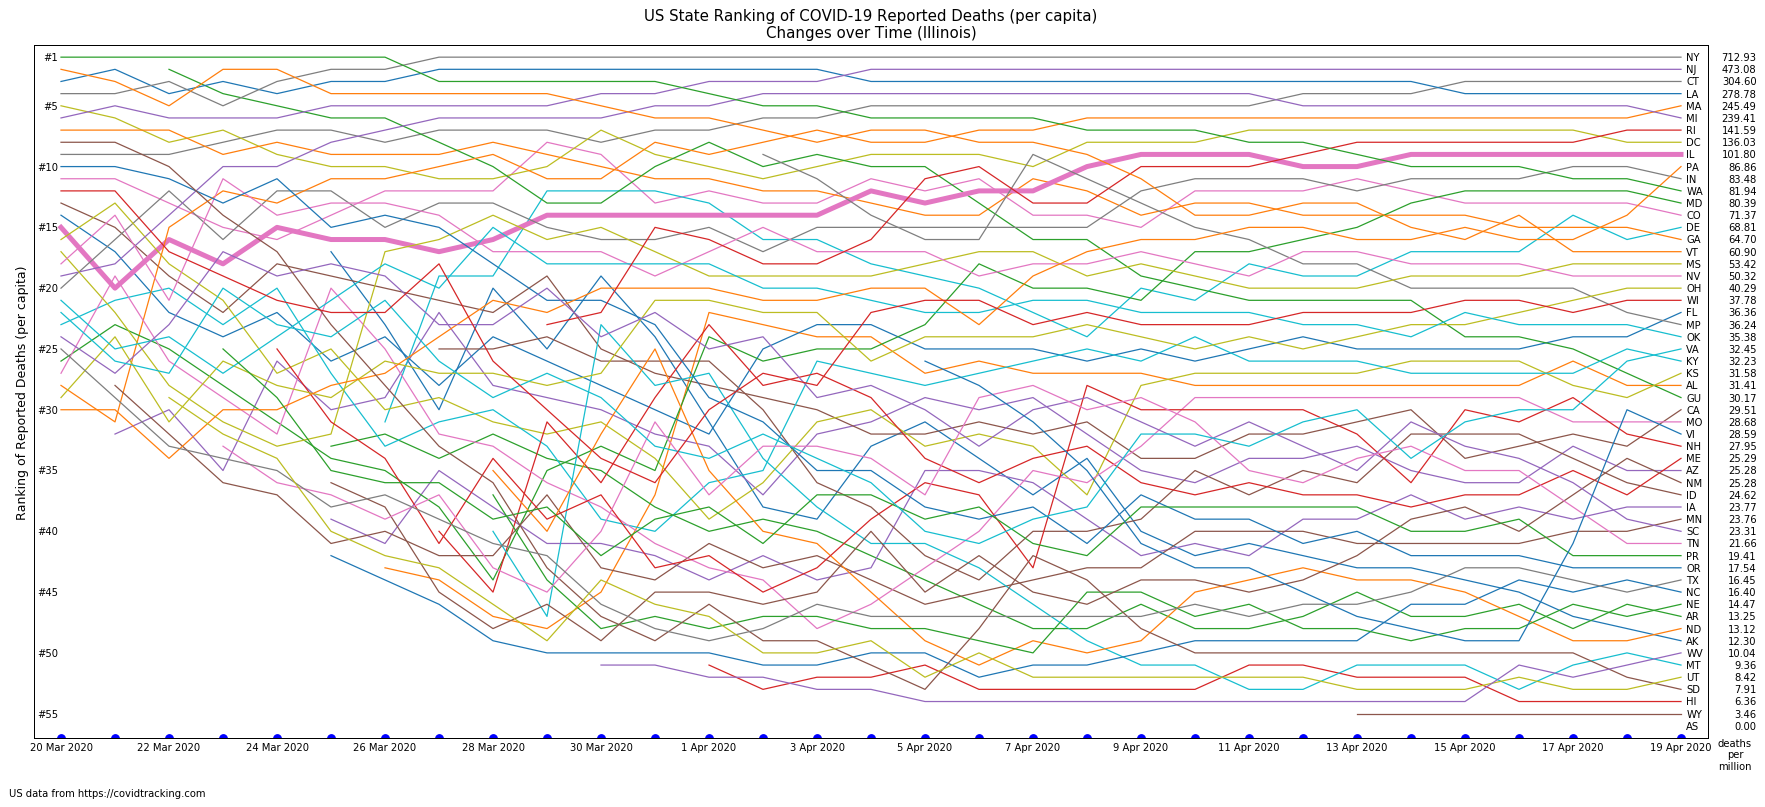 US State Ranking of COVID-19 Reported Deaths (per capita)
Changes over Time (Illinois)
Ranking of Reported Deaths (per capita)
#1
#5
#10
#15
#20
#25
#30
#35
#40
#45
#50
#55
NY 712.93
NJ 473.08
CT 304.60
LA 278.78
MA 245.49
MI 239.41
RI 141.59
DC 136.03
IL 101.80
PA 86.86
IN 83.48
WA 81.94
MD 80.39
CO 71.37
DE 68.81
GA 64.70
VT 60.90
MS 53.42
NV 50.32
OH 40.29
WI 37.78
FL 36.36
MP 36.24
OK 35.38
VA 32.45
KY 32.23
KS 31.58
AL 31.41
GU 30.17
CA 29.51
MO 28.68
VI 28.59
NH 27.95
ME 25.29
AZ 25.28
NM 25.28
ID 24.62
IA 23.77
MN 23.76
SC 23.31
TN 21.66
PR 19.41
OR 17.54
TX 16.45
NC 16.40
NE 14.47
AR 13.25
ND 13.12
AK 12.30
WV 10.04
MT 9.36
UT 8.42
SD 7.91
HI 6.36
WY 3.46
AS 0.00
20 Mar 2020 22 Mar 2020 24 Mar 2020 26 Mar 2020 28 Mar 2020 30 Mar 2020 1 Apr 2020 3 Apr 2020 5 Apr 2020 7 Apr 2020 9 Apr 2020 11 Apr 2020 13 Apr 2020 15 Apr 2020 17 Apr 2020 19 Apr 2020
deaths
per
million
US data from https://covidtracking.com